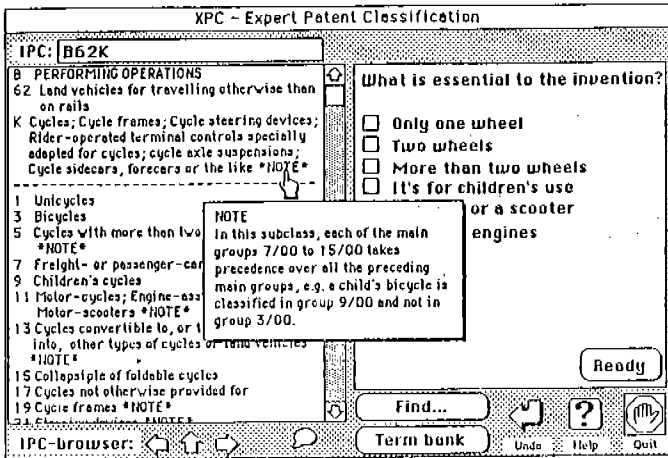 XPC - Expert Patent Classification
IPC: B62K
B PERFORMING OPERATIONS
62 Land vehicles for travelling otherwise than
on rails
K Cycles; Cycle frames; Cycle steering devices;
Rider-operated terminal controls specially
adapted for cycles; cycle axle suspensions;
Cycle sidecars, forecars or the like *NOTE*
1 Unicycles
3 Bicycles
5 Cycles with more than two
*NOTE*
7 Freight- or passenger-car
9 Children's cycles
11 Motor-cycles; Engine-ass
Motor-scooters *NOTE*
13 Cycles convertible to, or t
into, other types of cycles or land vehicles
*NOTE*
15 Collapsiple of foldable cycles
17 Cycles not otherwise provided for
19 Cycle frames *NOTE*
IPC-browser:
NOTE
In this subclass, each of the main
groups 7/00 to 15/00 takes
precedence over all the preceding
main groups, e.g. a child's bicycle is
classified in group 9/00 and not in
group 3/00.
What is essential to the invention?
Only one wheel
Two wheels
More than two wheels
It's for children's use
or a scooter
engines
Ready
Find...
Term bank
Undo
Help
Quit